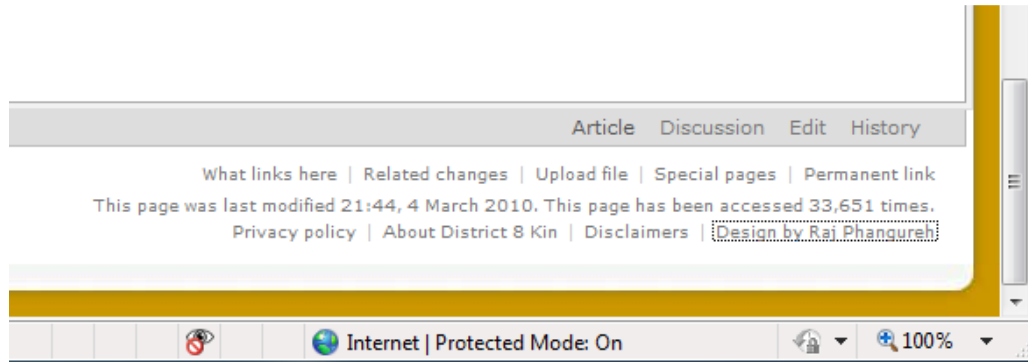 Article Discussion Edit History
What links here | Related changes | Upload file | Special pages | Permanent link
This page was last modified 21:44, 4 March 2010. This page has been accessed 33,651 times.
Privacy policy | About District 8 Kin | Disclaimers | Design by Raj Phangureh
Internet | Protected Mode: On 100%